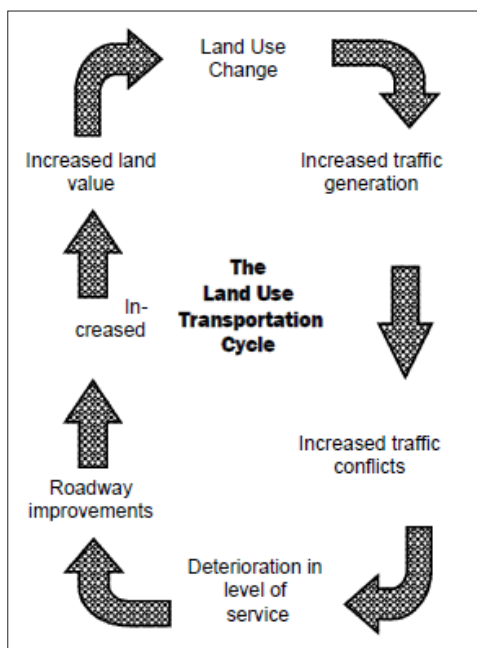 Land Use
Change
Increased traffic
generation
Increased traffic
conflicts
Deterioration in
level of
service
Roadway
improvements
In-
creased
Increased land
value
The
Land Use
Transportation
Cycle